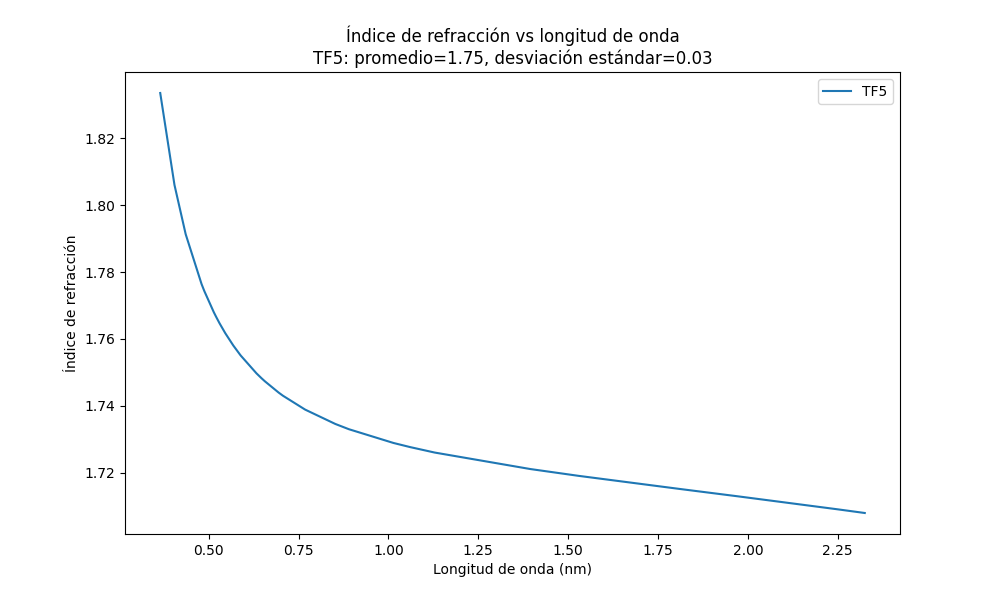 Índice de refracción vs longitud de onda
TF5: promedio=1.75, desviación estándar=0.03
TF5
1.82
1.80
1.78
1.76
1.74
1.72
Índice de refracción
0.50 0.75 1.00 1.25 1.50 1.75 2.00 2.25
Longitud de onda (nm)